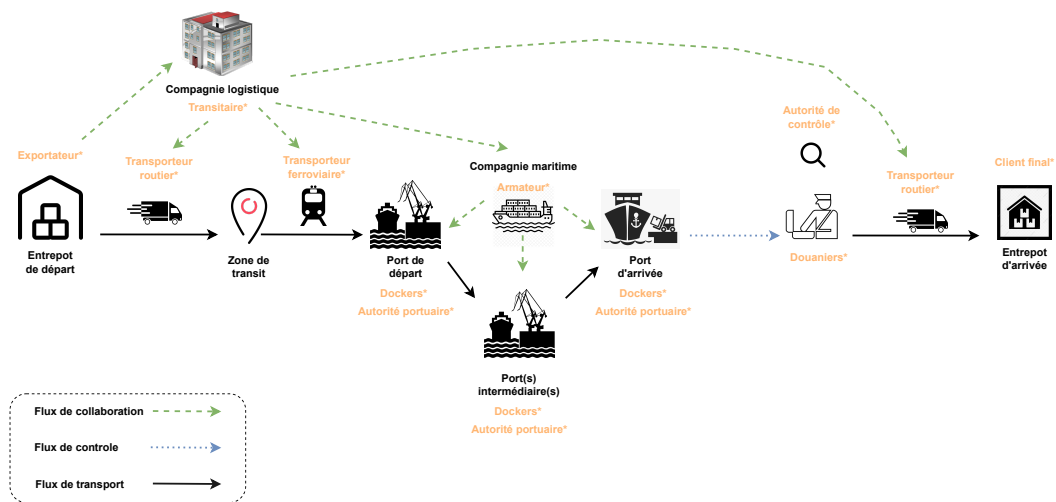 Compagnie logistique
Transitaire*
Exportateur*
Transporteur
routier*
Transporteur
ferroviaire*
Compagnie maritime
Armateur*
Autorité de
contrôle*
Transporteur
routier*
Client final*
Entrepot
de départ
Zone de
transit
Port de
départ
Dockers*
Autorité portuaire*
Port
d'arrivée
Dockers*
Autorité portuaire*
Douaniers*
Entrepot
d'arrivée
Port(s)
intermédiaire(s)
Dockers*
Autorité portuaire*
Flux de collaboration
Flux de controle
Flux de transport